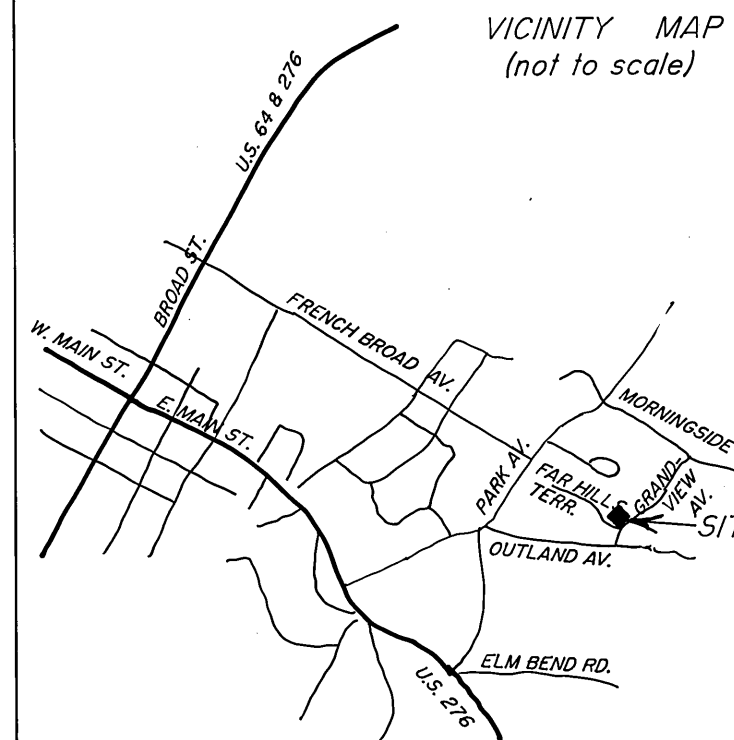 VICINITY MAP
(not to scale)
U.S. 64 & 276
BROAD ST.
FRENCH BROAD AV.
W. MAIN ST.
E. MAIN ST.
MORNINGSIDE
PARK AV.
FAR HILLS
TERR.
GRAND-
VIEW
AV.
SIT
OUTLAND AV.
ELM BEND RD.
U.S. 276